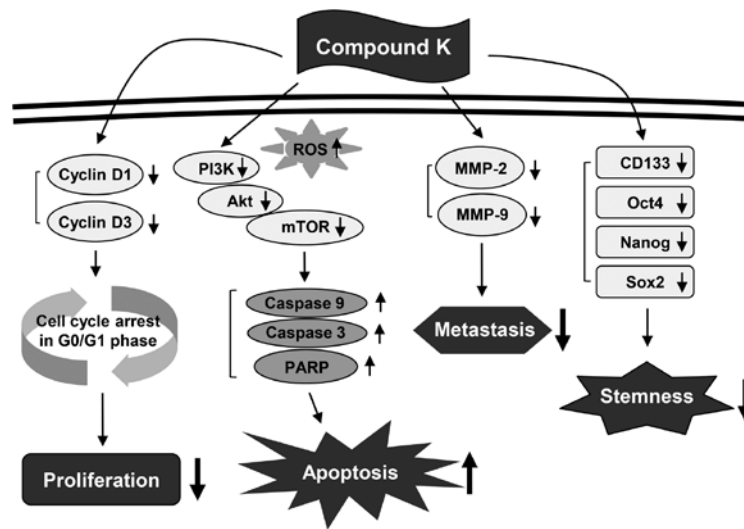 Compound K
Cyclin D1
Cyclin D3
Cell cycle arrest
in G0/G1 phase
Proliferation
ROS
PI3K
Akt
mTOR
Caspase 9
Caspase 3
PARP
Apoptosis
MMP-2
MMP-9
Metastasis
CD133
Oct4
Nanog
Sox2
Stemness